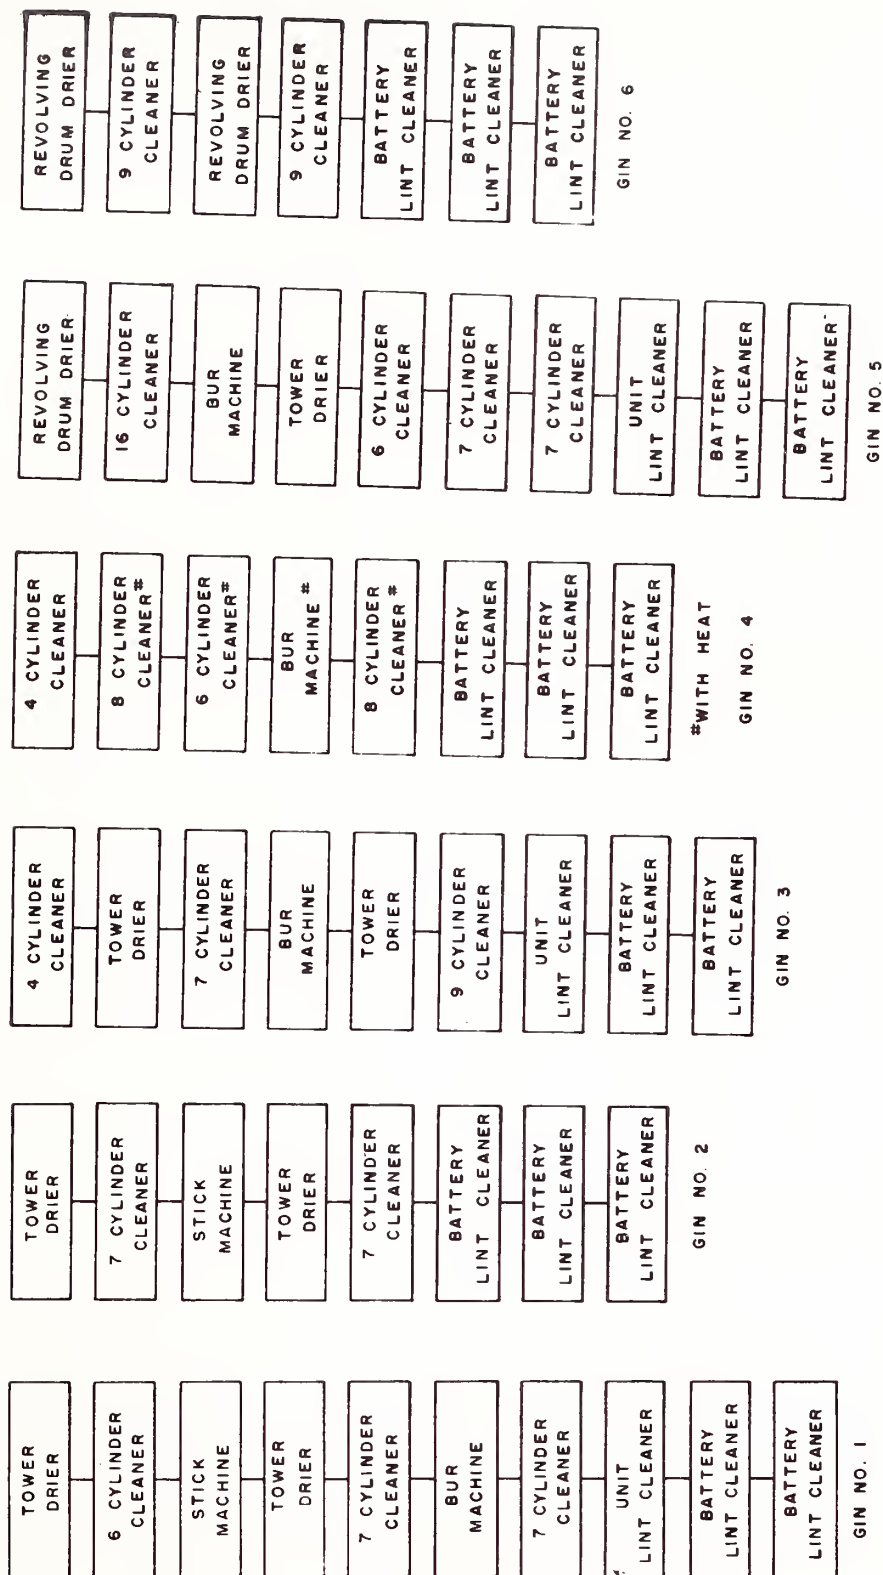 TOWER
DRIER
6 CYLINDER
CLEANER
STICK
MACHINE
TOWER
DRIER
7 CYLINDER
CLEANER
BUR
MACHINE
7 CYLINDER
CLEANER
UNIT
LINT CLEANER
BATTERY
LINT CLEANER
BATTERY
LINT CLEANER
GIN NO. 1
TOWER
DRIER
7 CYLINDER
CLEANER
STICK
MACHINE
TOWER
DRIER
7 CYLINDER
CLEANER
BATTERY
LINT CLEANER
BATTERY
LINT CLEANER
BATTERY
LINT CLEANER
GIN NO. 2
4 CYLINDER
CLEANER
TOWER
DRIER
7 CYLINDER
CLEANER
BUR
MACHINE
TOWER
DRIER
9 CYLINDER
CLEANER
UNIT
LINT CLEANER
BATTERY
LINT CLEANER
BATTERY
LINT CLEANER
GIN NO. 3
4 CYLINDER
CLEANER
8 CYLINDER
CLEANER#
6 CYLINDER
CLEANER#
BUR
MACHINE#
8 CYLINDER
CLEANER#
BATTERY
LINT CLEANER
BATTERY
LINT CLEANER
BATTERY
LINT CLEANER
#WITH HEAT
GIN NO. 4
REVOLVING
DRUM DRIER
16 CYLINDER
CLEANER
BUR
MACHINE
TOWER
DRIER
6 CYLINDER
CLEANER
7 CYLINDER
CLEANER
7 CYLINDER
CLEANER
UNIT
LINT CLEANER
BATTERY
LINT CLEANER
BATTERY
LINT CLEANER
GIN NO. 5
REVOLVING
DRUM DRIER
9 CYLINDER
CLEANER
REVOLVING
DRUM DRIER
9 CYLINDER
CLEANER
BATTERY
LINT CLEANER
BATTERY
LINT CLEANER
BATTERY
LINT CLEANER
GIN NO. 6